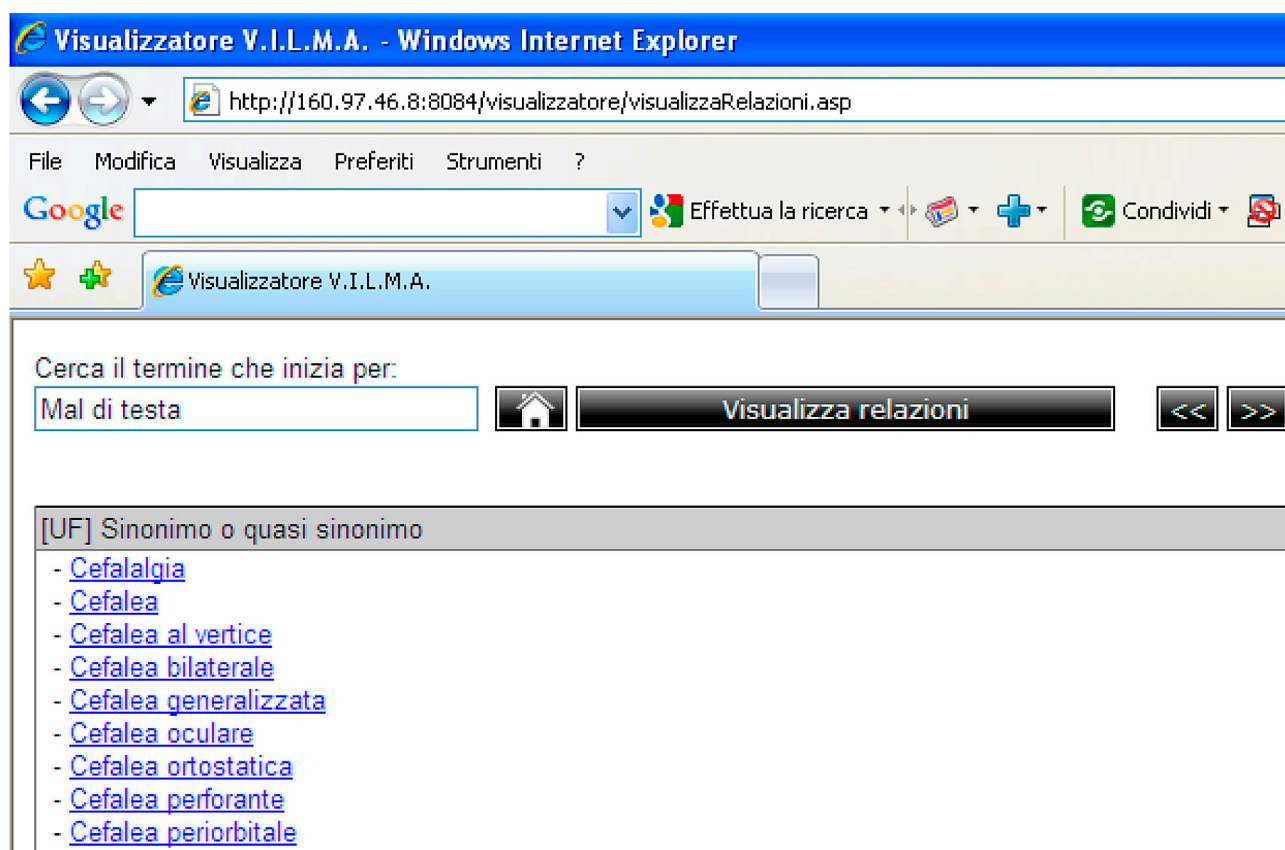 Visualizzatore V.I.L.M.A. - Windows Internet Explorer
http://160.97.46.8:8084/visualizzatore/visualizzaRelazioni.asp
File Modifica Visualizza Preferiti Strumenti ?
Google Effettua la ricerca Condividi
Visualizzatore V.I.L.M.A.
Cerca il termine che inizia per:
Mal di testa Visualizza relazioni << >>
[UF] Sinonimo o quasi sinonimo
- Cefalalgia
- Cefalea
- Cefalea al vertice
- Cefalea bilaterale
- Cefalea generalizzata
- Cefalea oculare
- Cefalea ortostatica
- Cefalea perforante
- Cefalea periorbitale